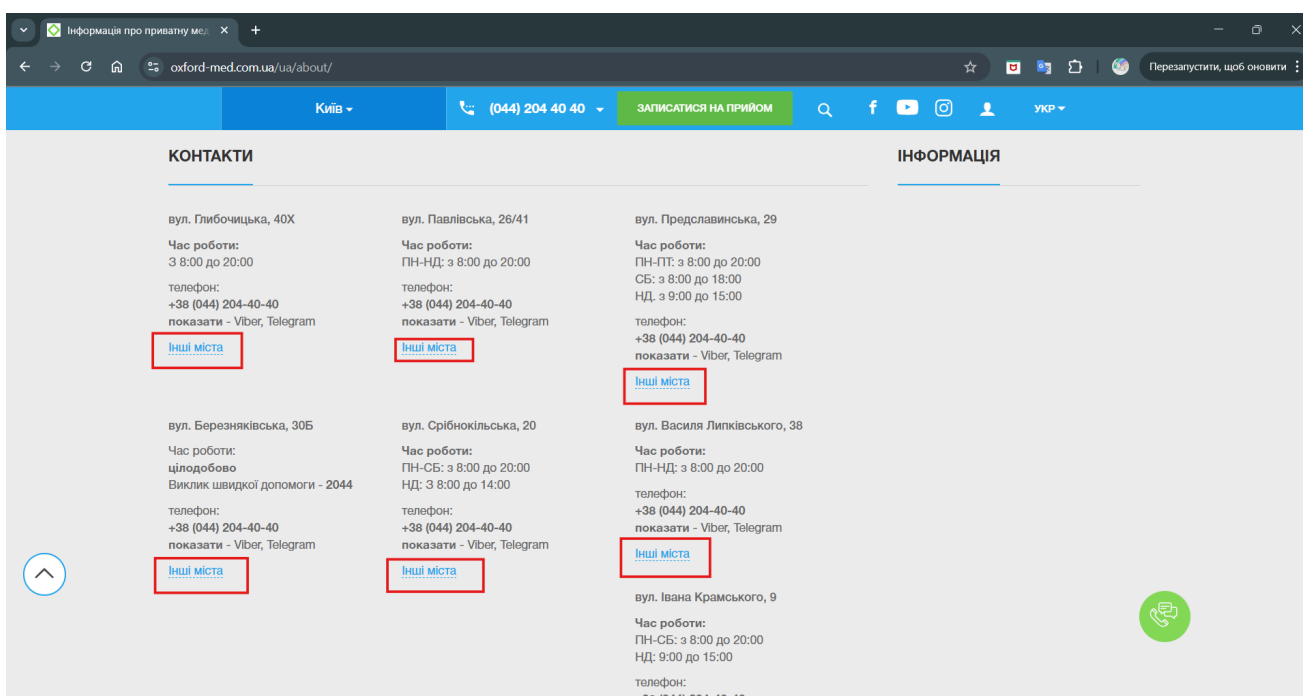 Інформація про приватну мед
oxford-med.com.ua/ua/about/
Перезапустити, щоб оновити
Київ
(044) 204 40 40
ЗАПИСАТИСЯ НА ПРИЙОМ
УКР
КОНТАКТИ
ІНФОРМАЦІЯ
вул. Глибочицька, 40Х
Час роботи:
З 8:00 до 20:00
телефон:
+38 (044) 204-40-40
показати - Viber, Telegram
Інші міста
вул. Павлівська, 26/41
Час роботи:
ПН-НД: з 8:00 до 20:00
телефон:
+38 (044) 204-40-40
показати - Viber, Telegram
Інші міста
вул. Предславинська, 29
Час роботи:
ПН-ПТ: з 8:00 до 20:00
СБ: з 8:00 до 18:00
НД. з 9:00 до 15:00
телефон:
+38 (044) 204-40-40
показати - Viber, Telegram
Інші міста
вул. Березняківська, 30Б
Час роботи:
цілодобово
Виклик швидкої допомоги - 2044
телефон:
+38 (044) 204-40-40
показати - Viber, Telegram
Інші міста
вул. Срібнокільська, 20
Час роботи:
ПН-СБ: з 8:00 до 20:00
НД: З 8:00 до 14:00
телефон:
+38 (044) 204-40-40
показати - Viber, Telegram
Інші міста
вул. Василя Липківського, 38
Час роботи:
ПН-НД: з 8:00 до 20:00
телефон:
+38 (044) 204-40-40
показати - Viber, Telegram
Інші міста
вул. Івана Крамського, 9
Час роботи:
ПН-СБ: з 8:00 до 20:00
НД: 9:00 до 15:00
телефон: